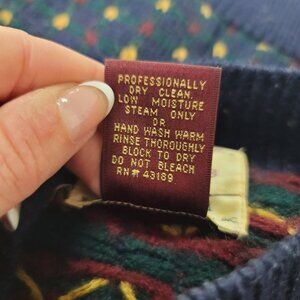 PROFESSIONALLY
DRY CLEAN.
LOW MOISTURE
STEAM ONLY
OR
HAND WASH WARM
RINSE THOROUGHLY
BLOCK TO DRY
DO NOT BLEACH
RN# 43189